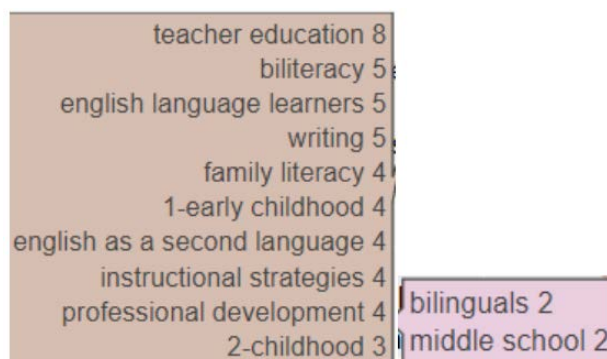 teacher education 8
biliteracy 5
english language learners 5
writing 5
family literacy 4
1-early childhood 4
english as a second language 4
instructional strategies 4
professional development 4
2-childhood 3
bilinguals 2
middle school 2